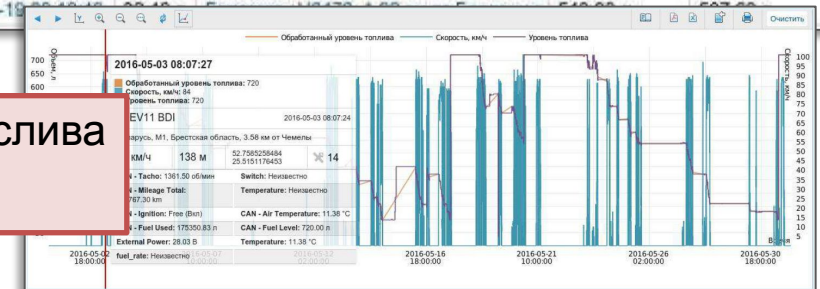 Очистить
Обработанный уровень топлива
Скорость, км/ч
Уровень топлива
Объем, л
700
650
600
2016-05-03 08:07:27
Обработанный уровень топлива: 720
Скорость, км/ч: 84
уровень топлива: 720
EV11 BDI
2016-05-03 08:07:24
М1, Брестская область, 3.58 км от Чемелы
км/ч
138 м
52.7585258484
25.5151176453
14
Tacho: 1361.50 об/мин
Switch: Неизвестно
Mileage Total:
767.30 km
Temperature: Неизвестно
Ignition: Free (Вкл)
CAN - Air Temperature: 11.38 °C
Fuel Used: 175350.83 л
CAN - Fuel Level: 720.00 л
External Power: 28.03 В
Temperature: 11.38 °C
fuel_rate: Неизвестно
слива
Скорость, км/ч
100
95
90
85
80
75
70
65
60
55
50
45
40
35
30
25
20
15
10
5
2016-05-02
18:00:00
2016-05-16
18:00:00
2016-05-21
10:00:00
2016-05-26
02:00:00
2016-05-30
18:00:00